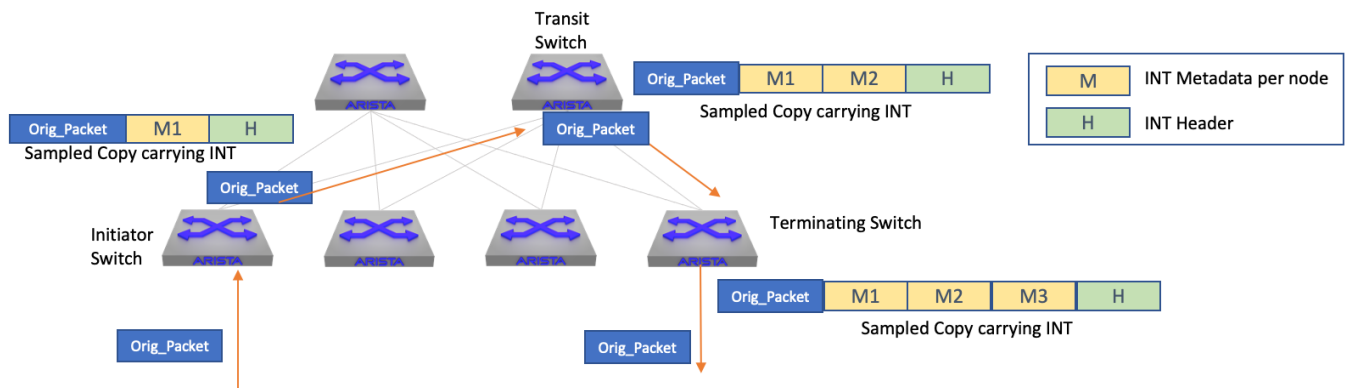 Transit
Switch
Orig_Packet M1 M2 H
Sampled Copy carrying INT
M INT Metadata per node
H INT Header
ARISTA
ARISTA
Orig_Packet M1 H
Sampled Copy carrying INT
Orig_Packet
Orig_Packet
Initiator
Switch
ARISTA
ARISTA
ARISTA
ARISTA
Terminating Switch
Orig_Packet M1 M2 M3 H
Sampled Copy carrying INT
Orig_Packet
Orig_Packet